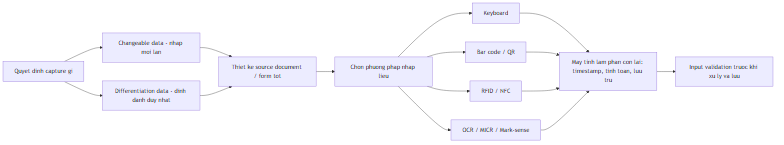 Quyet dinh capture gi
Changeable data - nhap
moi lan
Differentiation data - dinh
danh duy nhat
Thiet ke source document
/ form tot
Chon phuong phap nhap
lieu
Keyboard
Bar code / QR
RFID / NFC
OCR / MICR / Mark-sense
May tinh lam phan con lai:
timestamp, tinh toan, luu
tru
Input validation truoc khi
xu ly va luu